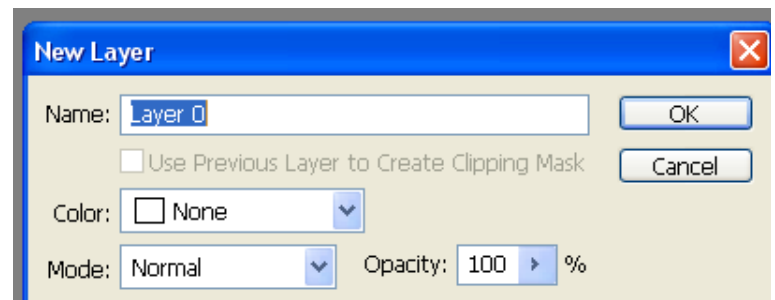 New Layer
Name: Layer 0 OK
Use Previous Layer to Create Clipping Mask Cancel
Color: None
Mode: Normal Opacity: 100 %